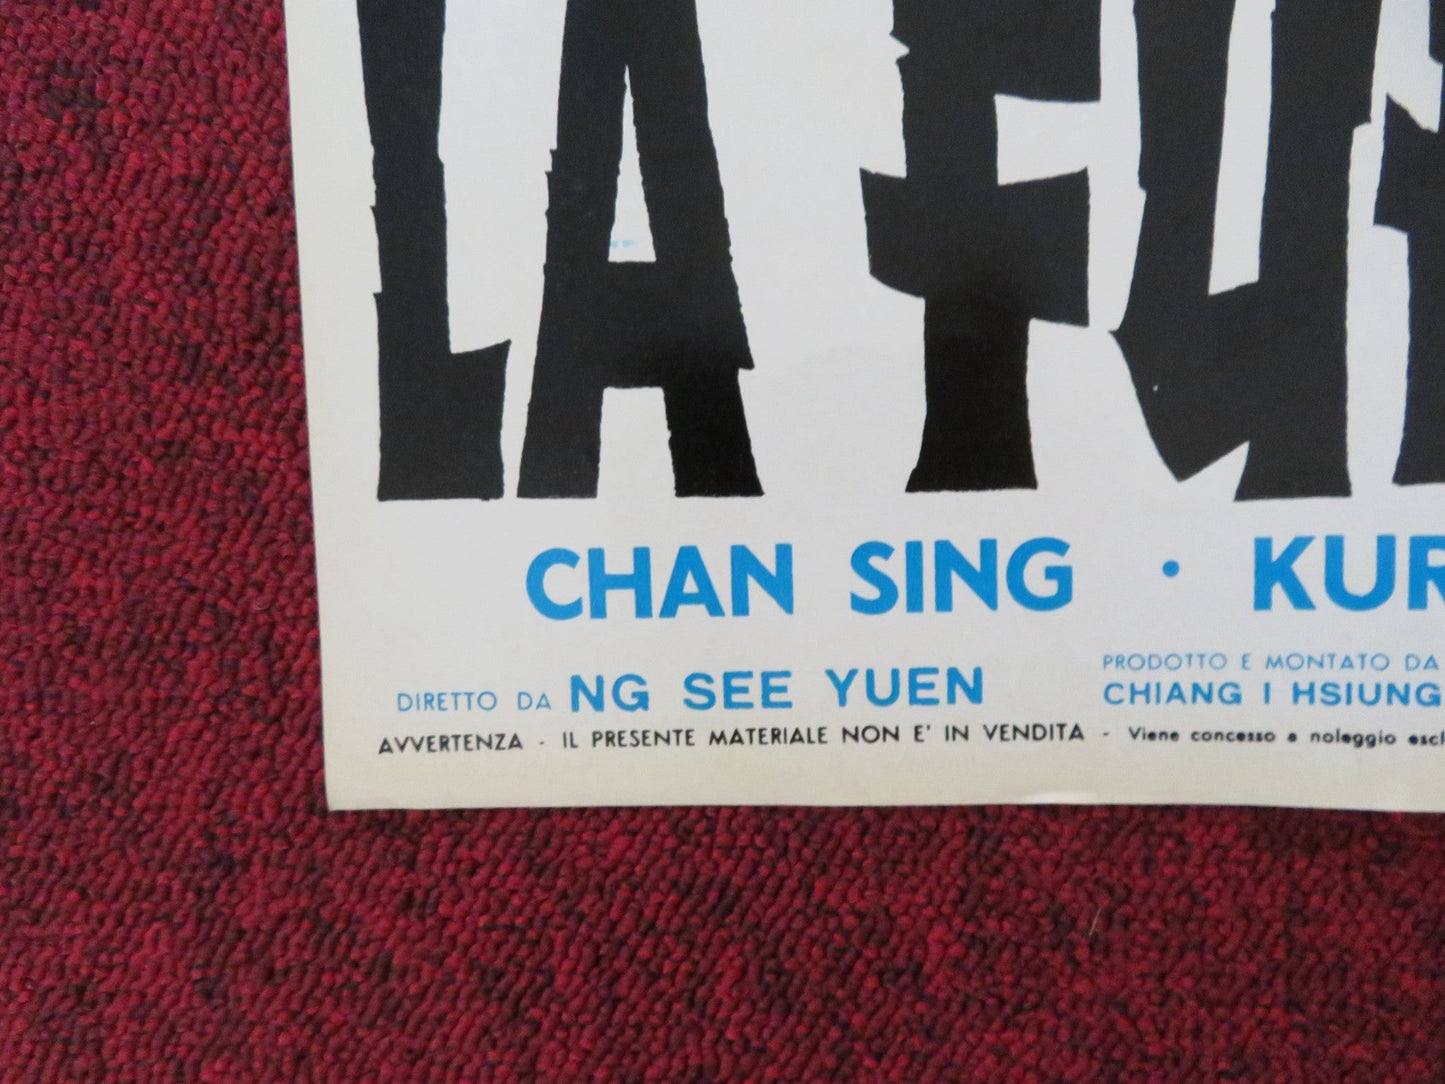 LA FU
CHAN SING · KUR
DIRETTO DA NG SEE YUEN
PRODOTTO E MONTATO DA
CHIANG I HSIUNG
AVVERTENZA - IL PRESENTE MATERIALE NON E' IN VENDITA - Viene concesso a noleggio escl